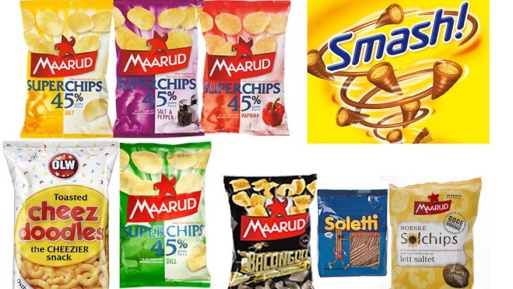 MAARUD
SUPERCHIPS
45%
SALT
MAARUD
SUPERCHIPS
45%
SALT & PEPPER
MAARUD
SUPERCHIPS
45%
PAPRIKA
Smash!
OLW
Toasted
cheez
doodles
the CHEEZIER
snack
MAARUD
SUPERCHIPS
45%
DILL
MAARUD
Soletti
MAARUD
NORSKE
Solchips
lett saltet